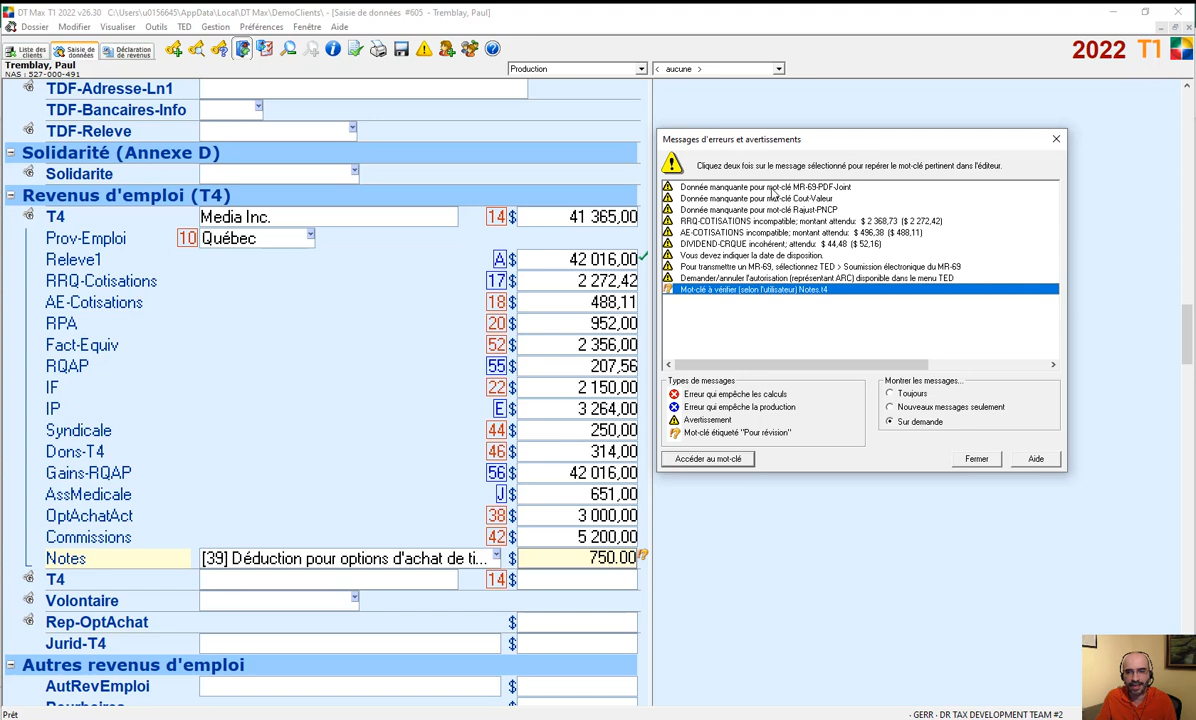 DT Max T1 2022 v26.30    C:\Users\u0156645\AppData\Local\DT Max\DemoClients\ - [Saisie de données  #605 - Tremblay, Paul]
Dossier  Modifier  Visualiser  Outils  TED  Gestion  Préférences  Fenêtre  Aide
Liste des clients
Saisie de données
Déclaration de revenus
2022 T1
Tremblay, Paul
NAS : 527-000-491
Production
< aucune >
TDF-Adresse-Ln1
TDF-Bancaires-Info
TDF-Releve
Solidarité (Annexe D)
Solidarite
Revenus d'emploi (T4)
T4 Media Inc. 14 $ 41 365,00
Prov-Emploi 10 Québec
Releve1 A $ 42 016,00
RRQ-Cotisations 17 $ 2 272,42
AE-Cotisations 18 $ 488,11
RPA 20 $ 952,00
Fact-Equiv 52 $ 2 356,00
RQAP 55 $ 207,56
IF 22 $ 2 150,00
IP E $ 3 264,00
Syndicale 44 $ 250,00
Dons-T4 46 $ 314,00
Gains-RQAP 56 $ 42 016,00
AssMedicale J $ 651,00
OptAchatAct 38 $ 3 000,00
Commissions 42 $ 5 200,00
Notes [39] Déduction pour options d'achat de ti... $ 750.00
T4 14 $
Volontaire
Rep-OptAchat $
Jurid-T4 $
Autres revenus d'emploi
AutRevEmploi $
Messages d'erreurs et avertissements
Cliquez deux fois sur le message sélectionné pour repérer le mot-clé pertinent dans l'éditeur.
Donnée manquante pour mot-clé MR-69-PDF-Joint
Donnée manquante pour mot-clé Cout-Valeur
Donnée manquante pour mot-clé Rajust-PNCP
RRQ-COTISATIONS incompatible; montant attendu:  $ 2 368,73 ($ 2 272,42)
AE-COTISATIONS incompatible; montant attendu:  $ 496,38 ($ 488,11)
DIVIDEND-CRQUE incohérent; attendu:  $ 44,48 ($ 52,16)
Vous devez indiquer la date de disposition.
Pour transmettre un MR-69, sélectionnez TED > Soumission électronique du MR-69
Demander/annuler l'autorisation (représentant ARC) disponible dans le menu TED
Mot-clé à vérifier (selon l'utilisateur) Notes.t4
Types de messages
Erreur qui empêche les calculs
Erreur qui empêche la production
Avertissement
Mot-clé étiqueté "Pour révision"
Montrer les messages...
Toujours
Nouveaux messages seulement
Sur demande
Accéder au mot-clé
Fermer
Aide
Prêt
- GERR - DR TAX DEVELOPMENT TEAM #2